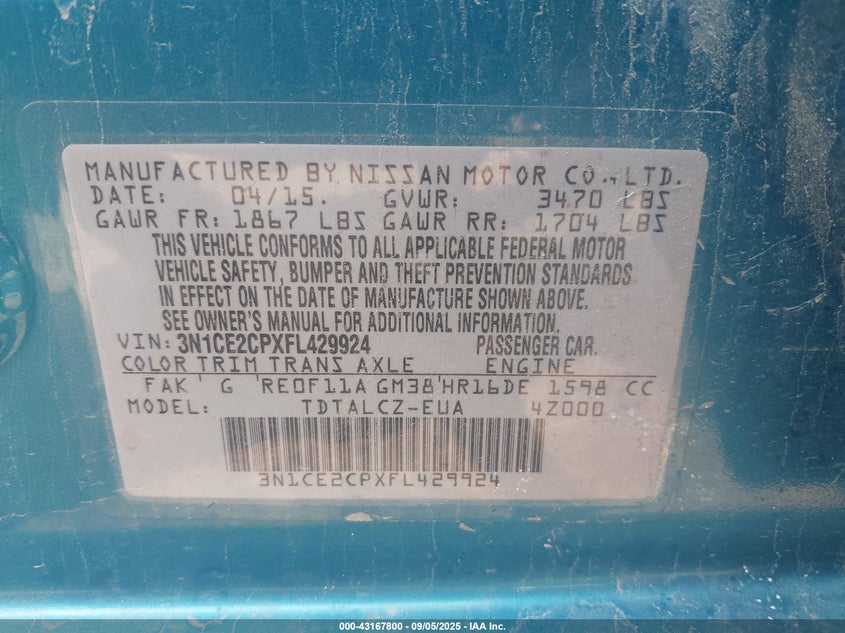 MANUFACTURED BY NISSAN MOTOR CO., LTD.
DATE: 04/15. GVWR: 3470 LBS
GAWR FR: 1867 LBS GAWR RR: 1704 LBS
THIS VEHICLE CONFORMS TO ALL APPLICABLE FEDERAL MOTOR
VEHICLE SAFETY, BUMPER AND THEFT PREVENTION STANDARDS
IN EFFECT ON THE DATE OF MANUFACTURE SHOWN ABOVE.
SEE OWNER'S MANUAL FOR ADDITIONAL INFORMATION.
VIN: 3N1CE2CPXFL429924 PASSENGER CAR.
COLOR TRIM TRANS AXLE ENGINE
FAK G RE0F11A GM38 HR16DE 1598 CC
MODEL: TDTALCZ-EUA 4Z000
3N1CE2CPXFL429924
000-43167800 - 09/05/2025 - IAA Inc.